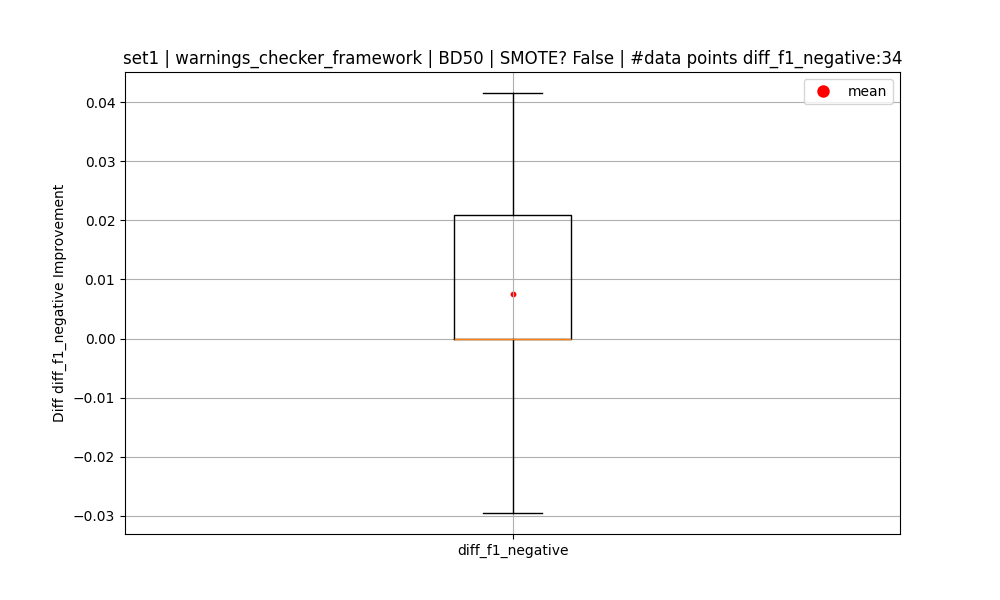 set1 | warnings_checker_framework | BD50 | SMOTE? False | #data points diff_f1_negative:34
mean
0.04
0.03
0.02
0.01
0.00
−0.01
−0.02
−0.03
Diff diff_f1_negative Improvement
diff_f1_negative